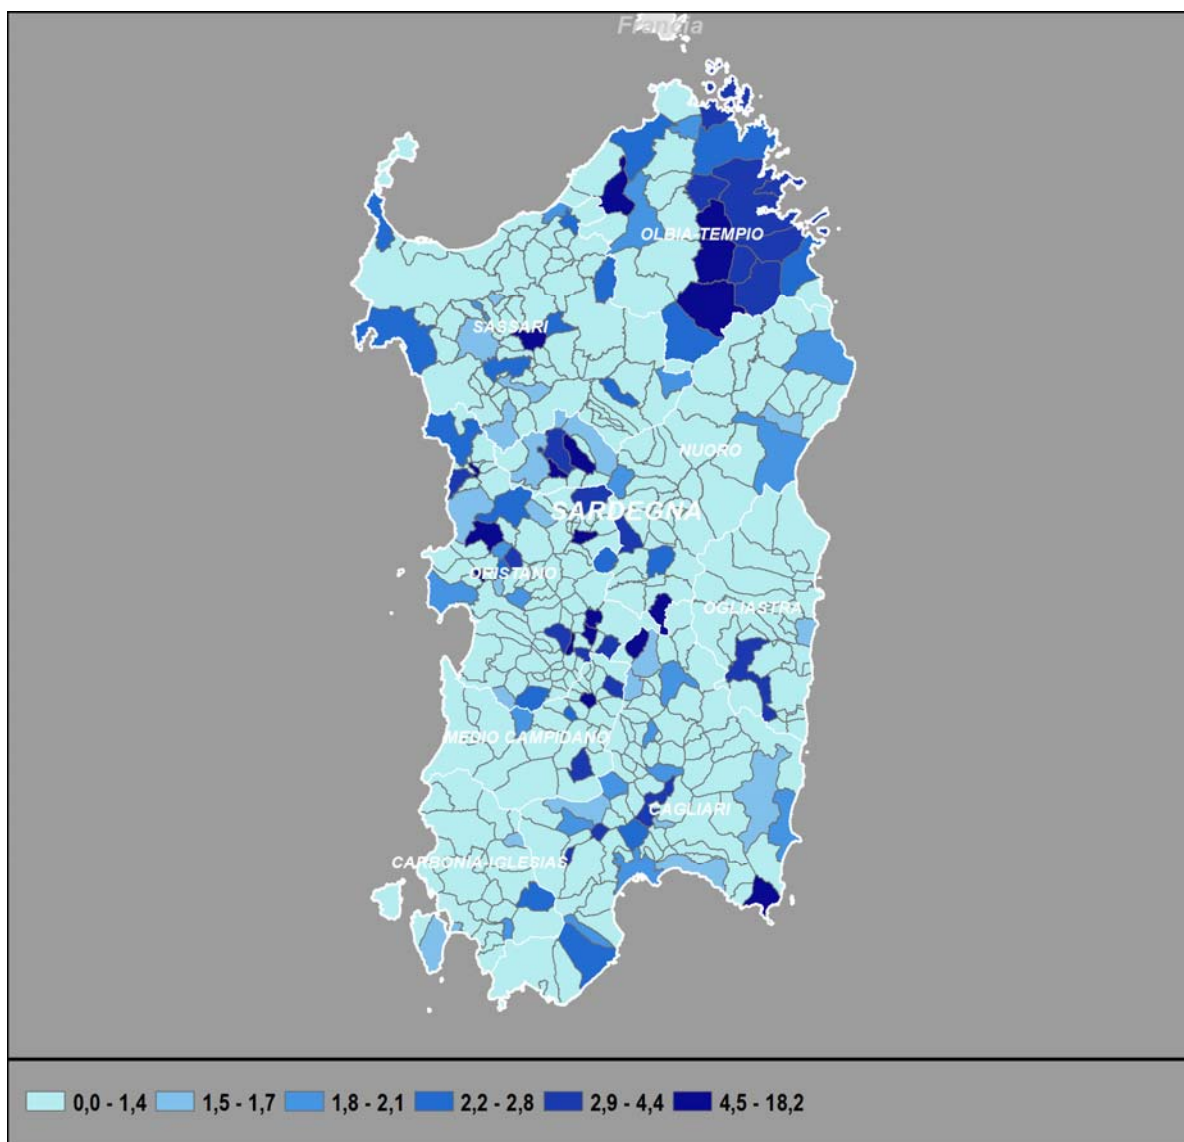 Francia
OLBIA-TEMPIO
SASSARI
NUORO
SARDEGNA
ORISTANO
OGLIASTRA
MEDIO CAMPIDANO
CAGLIARI
CARBONIA-IGLESIAS
0,0 - 1,4 1,5 - 1,7 1,8 - 2,1 2,2 - 2,8 2,9 - 4,4 4,5 - 18,2